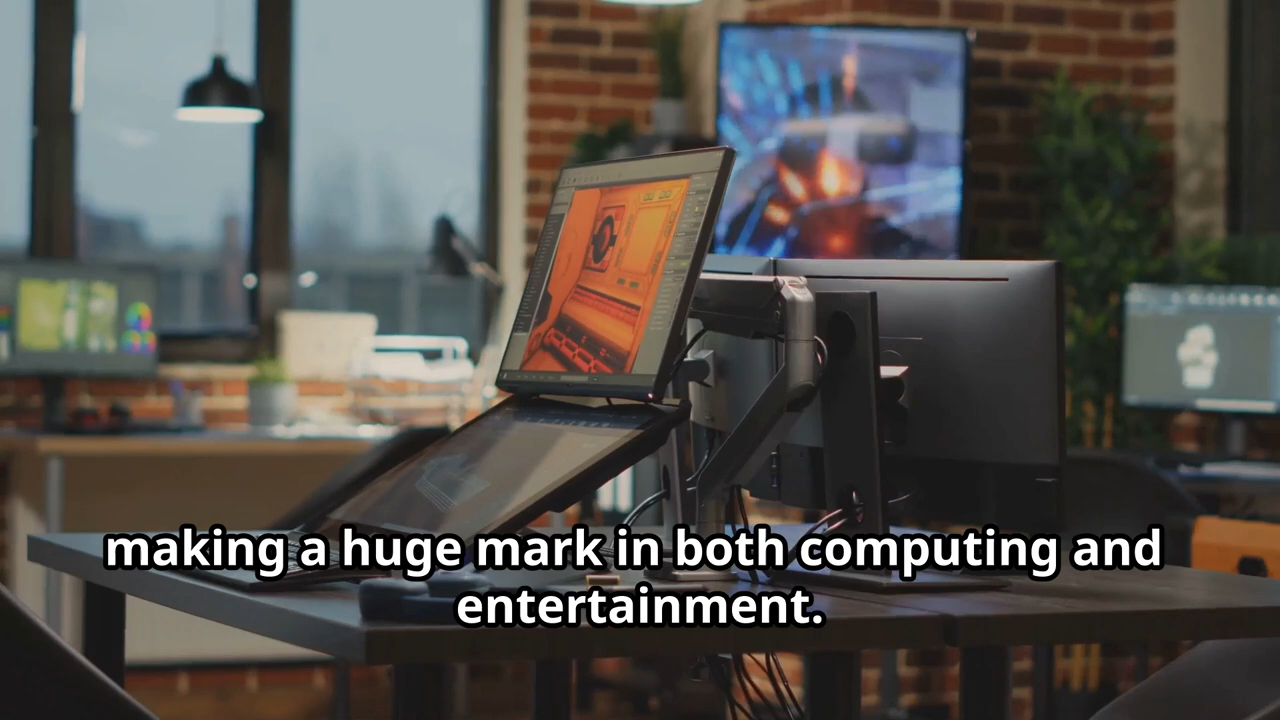 making a huge mark in both computing and
entertainment.